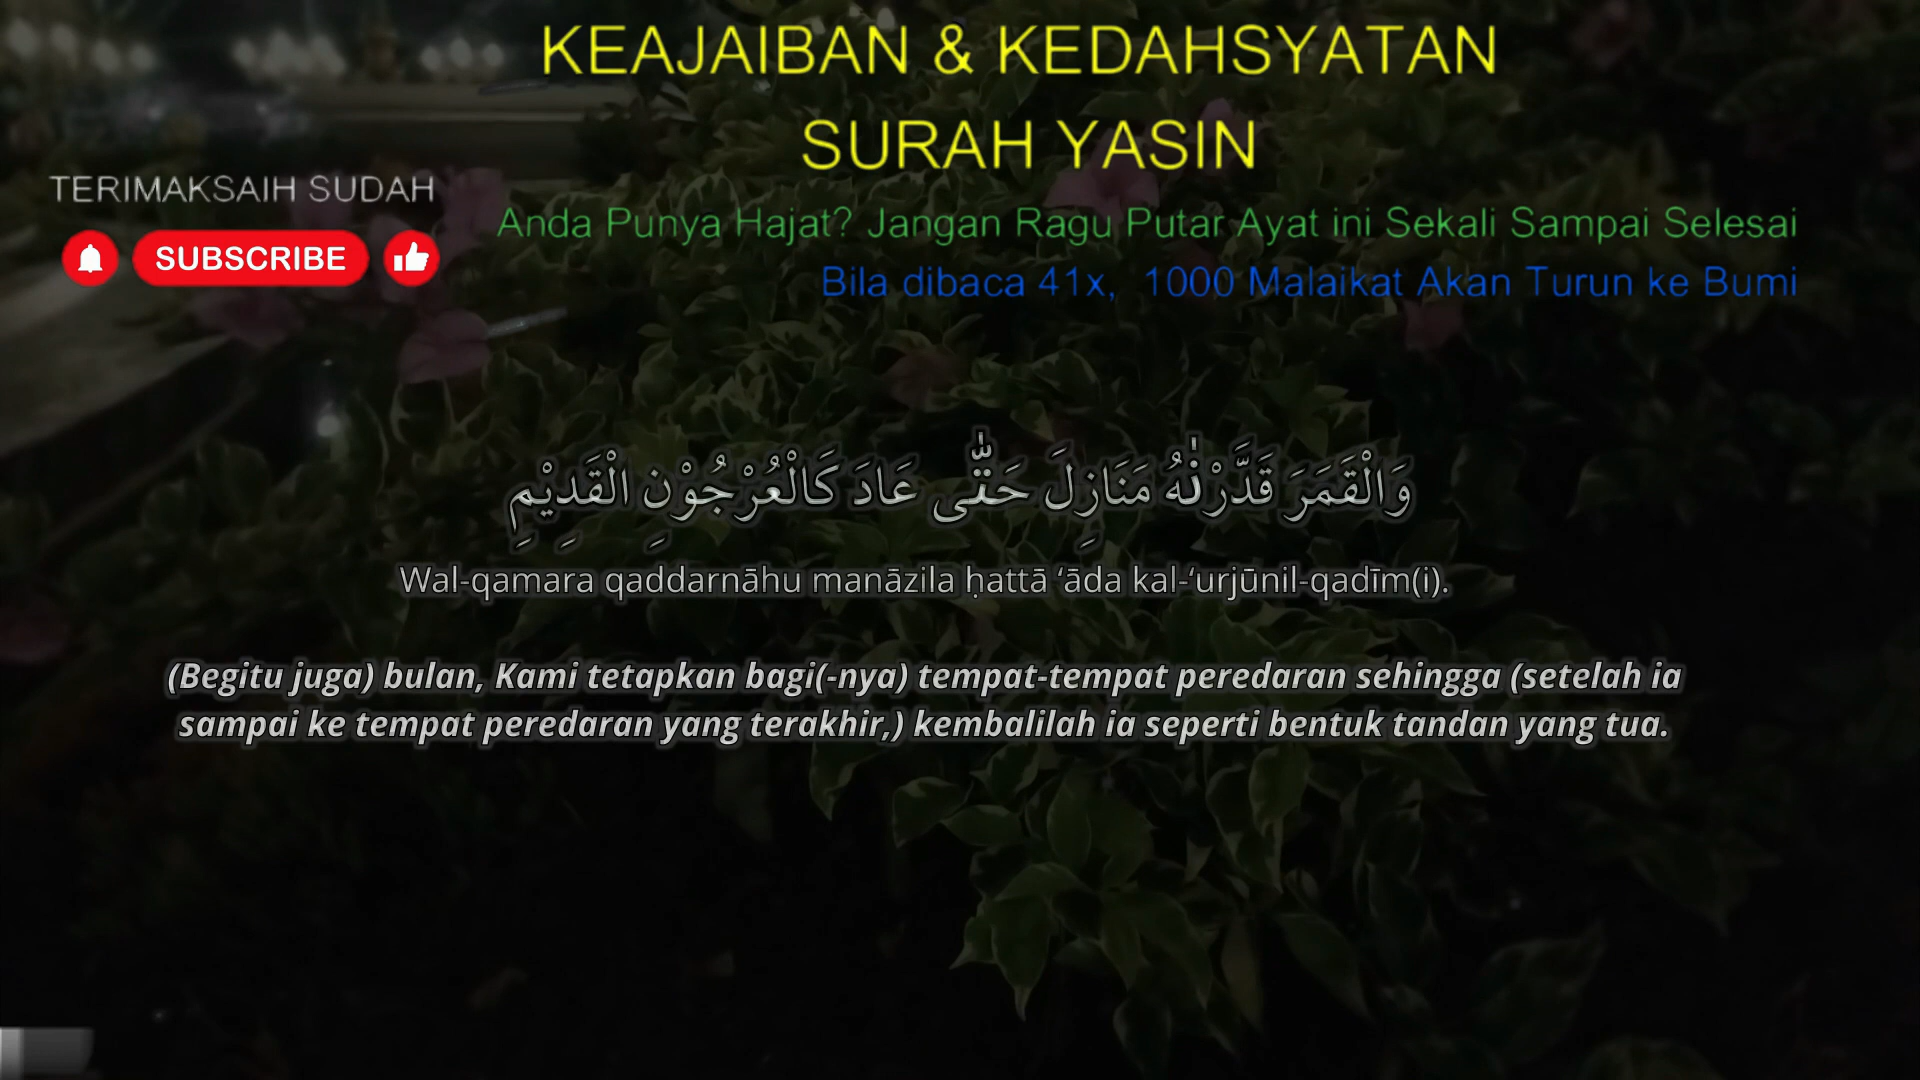 KEAJAIBAN & KEDAHSYATAN
SURAH YASIN
TERIMAKSAIH SUDAH
SUBSCRIBE
Anda Punya Hajat? Jangan Ragu Putar Ayat ini Sekali Sampai Selesai
Bila dibaca 41x, 1000 Malaikat Akan Turun ke Bumi
وَالْقَمَرَ قَدَّرْنٰهُ مَنَازِلَ حَتّٰى عَادَ كَالْعُرْجُوْنِ الْقَدِيْمِ
Wal-qamara qaddarnāhu manāzila ḥattā ‘āda kal-‘urjūnil-qadīm(i).
(Begitu juga) bulan, Kami tetapkan bagi(-nya) tempat-tempat peredaran sehingga (setelah ia
sampai ke tempat peredaran yang terakhir,) kembalilah ia seperti bentuk tandan yang tua.